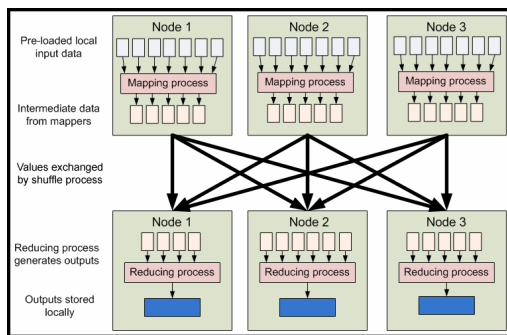 Node 1
Node 2
Node 3
Pre-loaded local
input data
Mapping process
Mapping process
Mapping process
Intermediate data
from mappers
Values exchanged
by shuffle process
Node 1
Node 2
Node 3
Reducing process
generates outputs
Reducing process
Reducing process
Reducing process
Outputs stored
locally